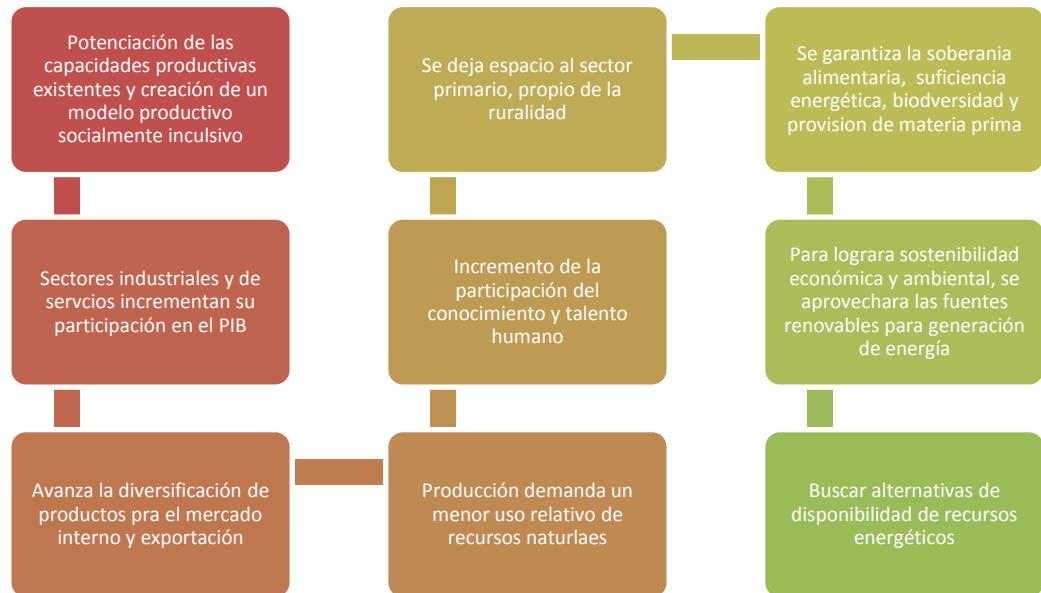 Potenciación de las
capacidades productivas
existentes y creación de un
modelo productivo
socialmente inculsivo
Sectores industriales y de
servcios incrementan su
participación en el PIB
Avanza la diversificación de
productos pra el mercado
interno y exportación
Producción demanda un
menor uso relativo de
recursos naturlaes
Incremento de la
participación del
conocimiento y talento
humano
Se deja espacio al sector
primario, propio de la
ruralidad
Se garantiza la soberania
alimentaria, suficiencia
energética, biodversidad y
provision de materia prima
Para lograra sostenibilidad
económica y ambiental, se
aprovechara las fuentes
renovables para generación
de energía
Buscar alternativas de
disponibilidad de recursos
energéticos